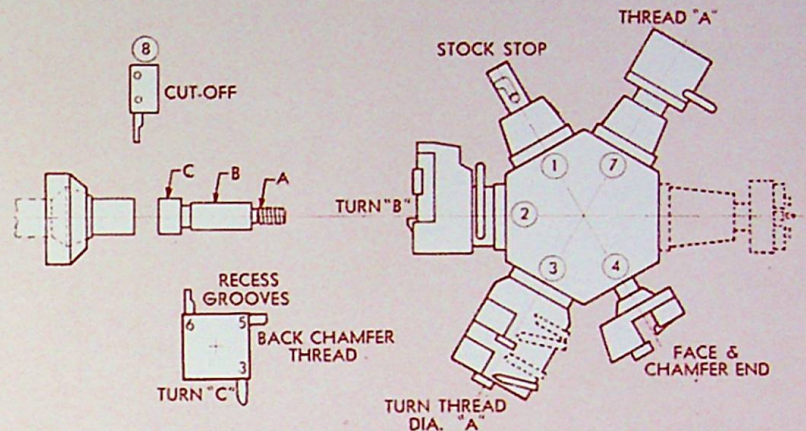 THREAD "A"
8
STOCK STOP
CUT-OFF
1
7
C
B
A
TURN "B"
2
3
4
RECESS
GROOVES
6
5
BACK CHAMFER
THREAD
3
FACE &
CHAMFER END
TURN "C"
TURN THREAD
DIA. "A"